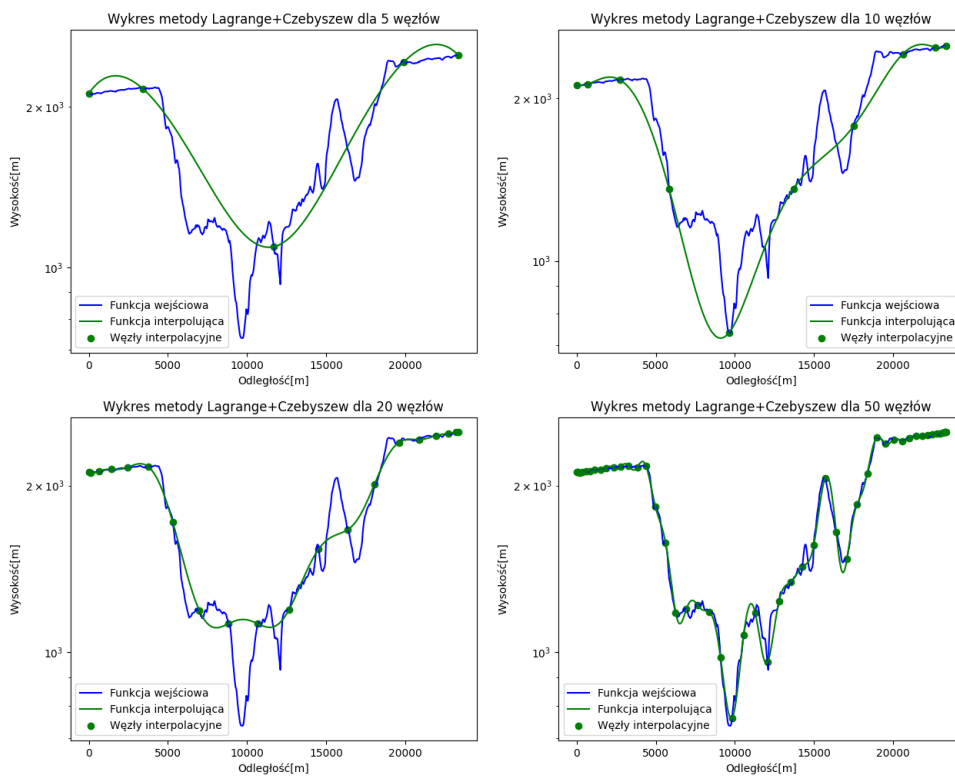 Wykres metody Lagrange+Czebyszew dla 5 węzłów
2 × 10³
10³
Wysokość[m]
Funkcja wejściowa
Funkcja interpolująca
Węzły interpolacyjne
0 5000 10000 15000 20000
Odległość[m]
Wykres metody Lagrange+Czebyszew dla 10 węzłów
2 × 10³
10³
Wysokość[m]
Funkcja wejściowa
Funkcja interpolująca
Węzły interpolacyjne
0 5000 10000 15000 20000
Odległość[m]
Wykres metody Lagrange+Czebyszew dla 20 węzłów
2 × 10³
10³
Wysokość[m]
Funkcja wejściowa
Funkcja interpolująca
Węzły interpolacyjne
0 5000 10000 15000 20000
Odległość[m]
Wykres metody Lagrange+Czebyszew dla 50 węzłów
2 × 10³
10³
Wysokość[m]
Funkcja wejściowa
Funkcja interpolująca
Węzły interpolacyjne
0 5000 10000 15000 20000
Odległość[m]